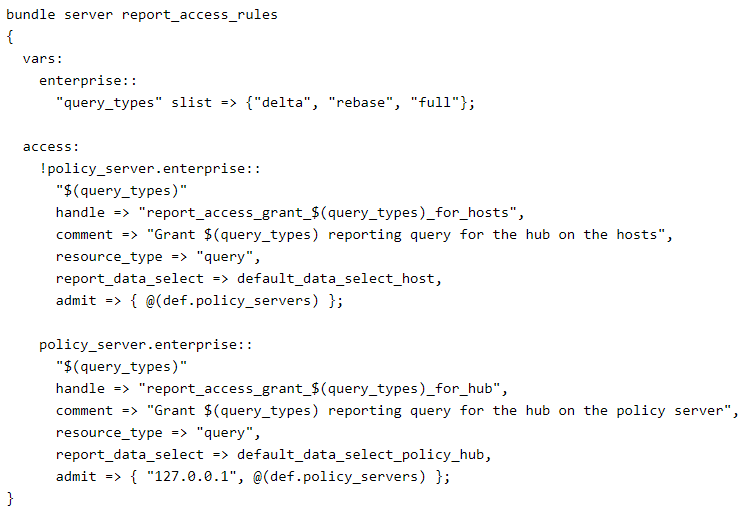 bundle server report_access_rules
{
  vars:
    enterprise::
      "query_types" slist => {"delta", "rebase", "full"};

  access:
    !policy_server.enterprise::
      "$(query_types)"
      handle => "report_access_grant_$(query_types)_for_hosts",
      comment => "Grant $(query_types) reporting query for the hub on the hosts",
      resource_type => "query",
      report_data_select => default_data_select_host,
      admit => { @(def.policy_servers) };

    policy_server.enterprise::
      "$(query_types)"
      handle => "report_access_grant_$(query_types)_for_hub",
      comment => "Grant $(query_types) reporting query for the hub on the policy server",
      resource_type => "query",
      report_data_select => default_data_select_policy_hub,
      admit => { "127.0.0.1", @(def.policy_servers) };
}